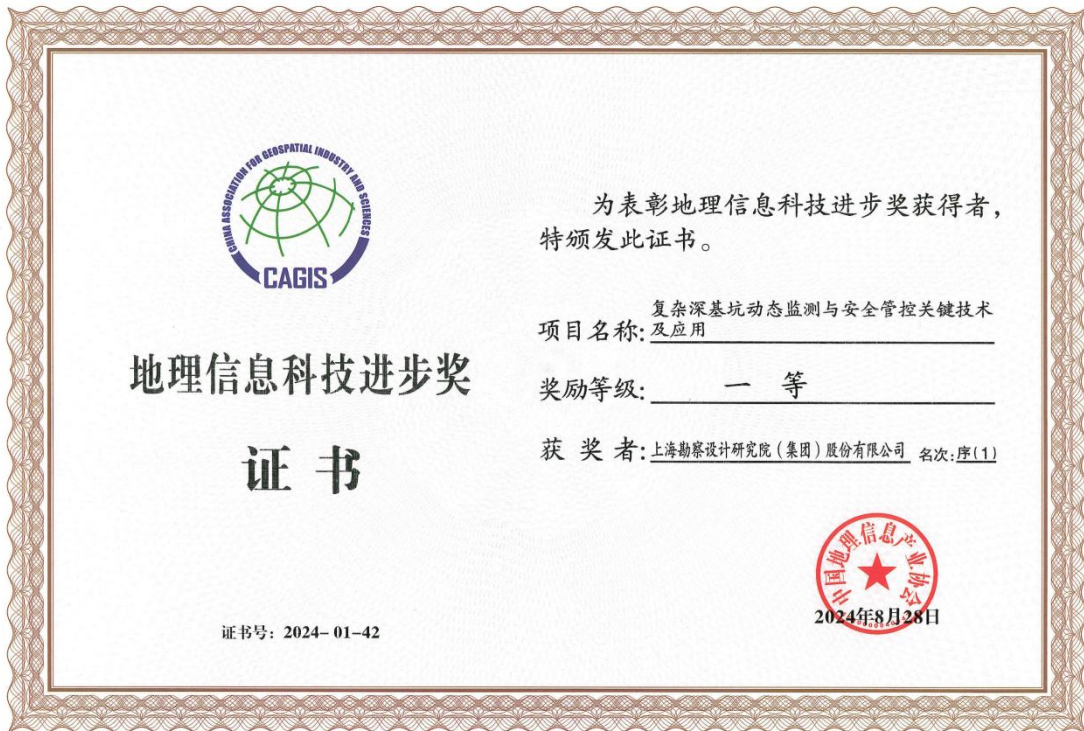 CHINA ASSOCIATION FOR GEOSPATIAL INDUSTRY AND SCIENCES
CAGIS
地理信息科技进步奖
证书
证书号：2024-01-42
为表彰地理信息科技进步奖获得者，
特颁发此证书。
项目名称:复杂深基坑动态监测与安全管控关键技术
及应用
奖励等级: 一 等
获 奖 者:上海勘察设计研究院（集团）股份有限公司 名次:序(1)
中国地理信息产业协会
2024年8月28日